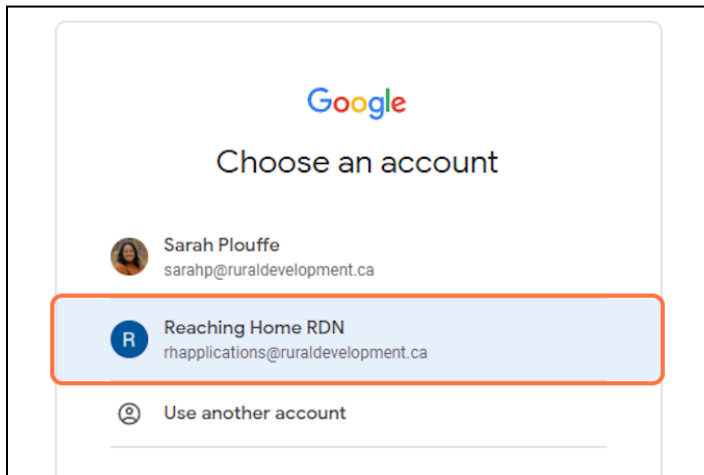 Google
Choose an account
Sarah Plouffe
sarahp@ruraldevelopment.ca
R
Reaching Home RDN
rhapplications@ruraldevelopment.ca
Use another account